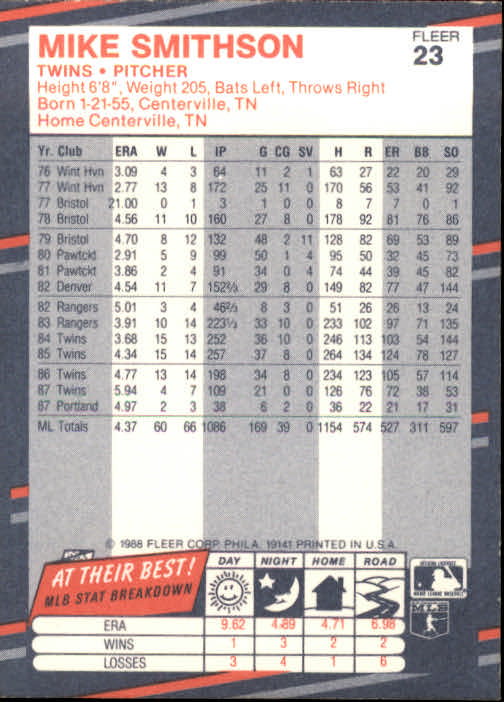 MIKE SMITHSON
FLEER
23
TWINS • PITCHER
Height 6'8", Weight 205, Bats Left, Throws Right
Born 1-21-55, Centerville, TN
Home Centerville, TN
Yr. Club ERA W L IP G CG SV H R ER BB SO
76 Wint Hvn 3.09 4 3 64 11 2 1 63 27 22 20 29
77 Wint Hvn 2.77 13 8 172 25 11 0 170 56 53 41 92
77 Bristol 21.00 0 1 3 1 0 0 8 7 7 0 1
78 Bristol 4.56 11 10 160 27 8 0 178 92 81 76 86
79 Bristol 4.70 8 12 132 48 2 11 128 82 69 53 89
80 Pawtckt 2.91 5 9 99 50 1 4 95 50 32 45 73
81 Pawtckt 3.86 2 4 91 34 0 4 74 44 39 45 82
82 Denver 4.54 11 7 152⅔ 29 8 0 149 82 77 47 144
82 Rangers 5.01 3 4 46⅔ 8 3 0 51 26 26 13 24
83 Rangers 3.91 10 14 223⅓ 33 10 0 233 102 97 71 135
84 Twins 3.68 15 13 252 36 10 0 246 113 103 54 144
85 Twins 4.34 15 14 257 37 8 0 264 134 124 78 127
86 Twins 4.77 13 14 198 34 8 0 234 123 105 57 114
87 Twins 5.94 4 7 109 21 0 0 126 76 72 38 53
87 Portland 4.97 2 3 38 6 2 0 36 22 21 17 31
ML Totals 4.37 60 66 1086 169 39 0 1154 574 527 311 597
© 1988 FLEER CORP. PHILA. 19141 PRINTED IN U.S.A.
AT THEIR BEST!
MLB STAT BREAKDOWN
DAY NIGHT HOME ROAD
ERA 9.62 4.89 4.71 6.98
WINS 1 3 2 2
LOSSES 3 4 1 6
MAJOR LEAGUE BASEBALL
MLB